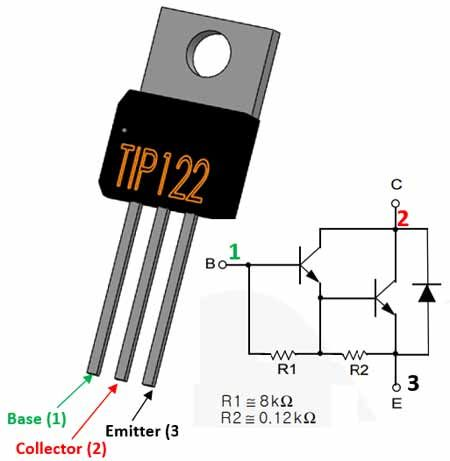 TIP122
C
2
1
B
R1
R2
3
E
R1≅8kΩ
R2≅0.12kΩ
Base (1)
Collector (2)
Emitter (3